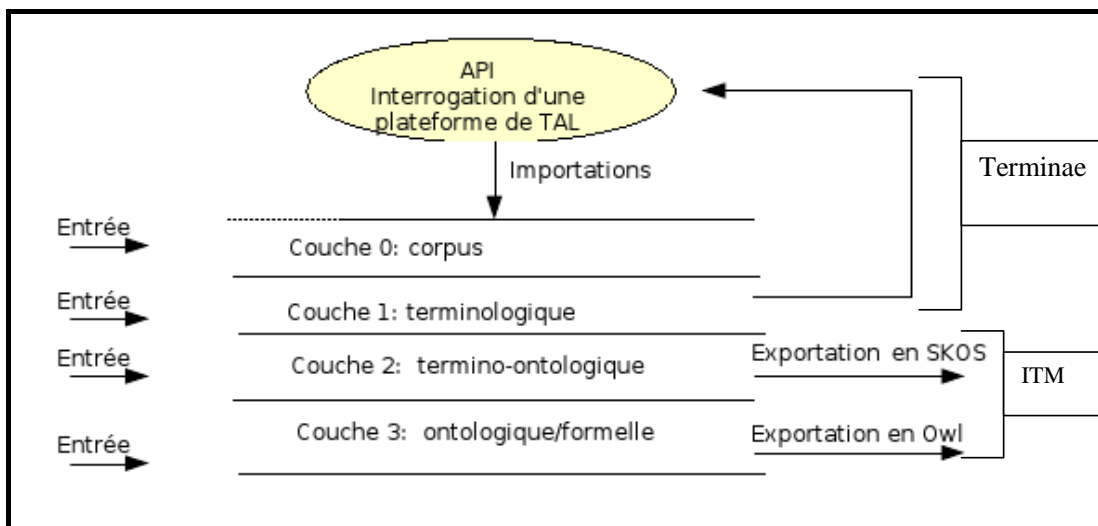 API
Interrogation d'une
plateforme de TAL
Importations
Terminae
Entrée
Couche 0: corpus
Entrée
Couche 1: terminologique
Entrée
Couche 2: termino-ontologique
Exportation en SKOS
ITM
Entrée
Couche 3: ontologique/formelle
Exportation en Owl